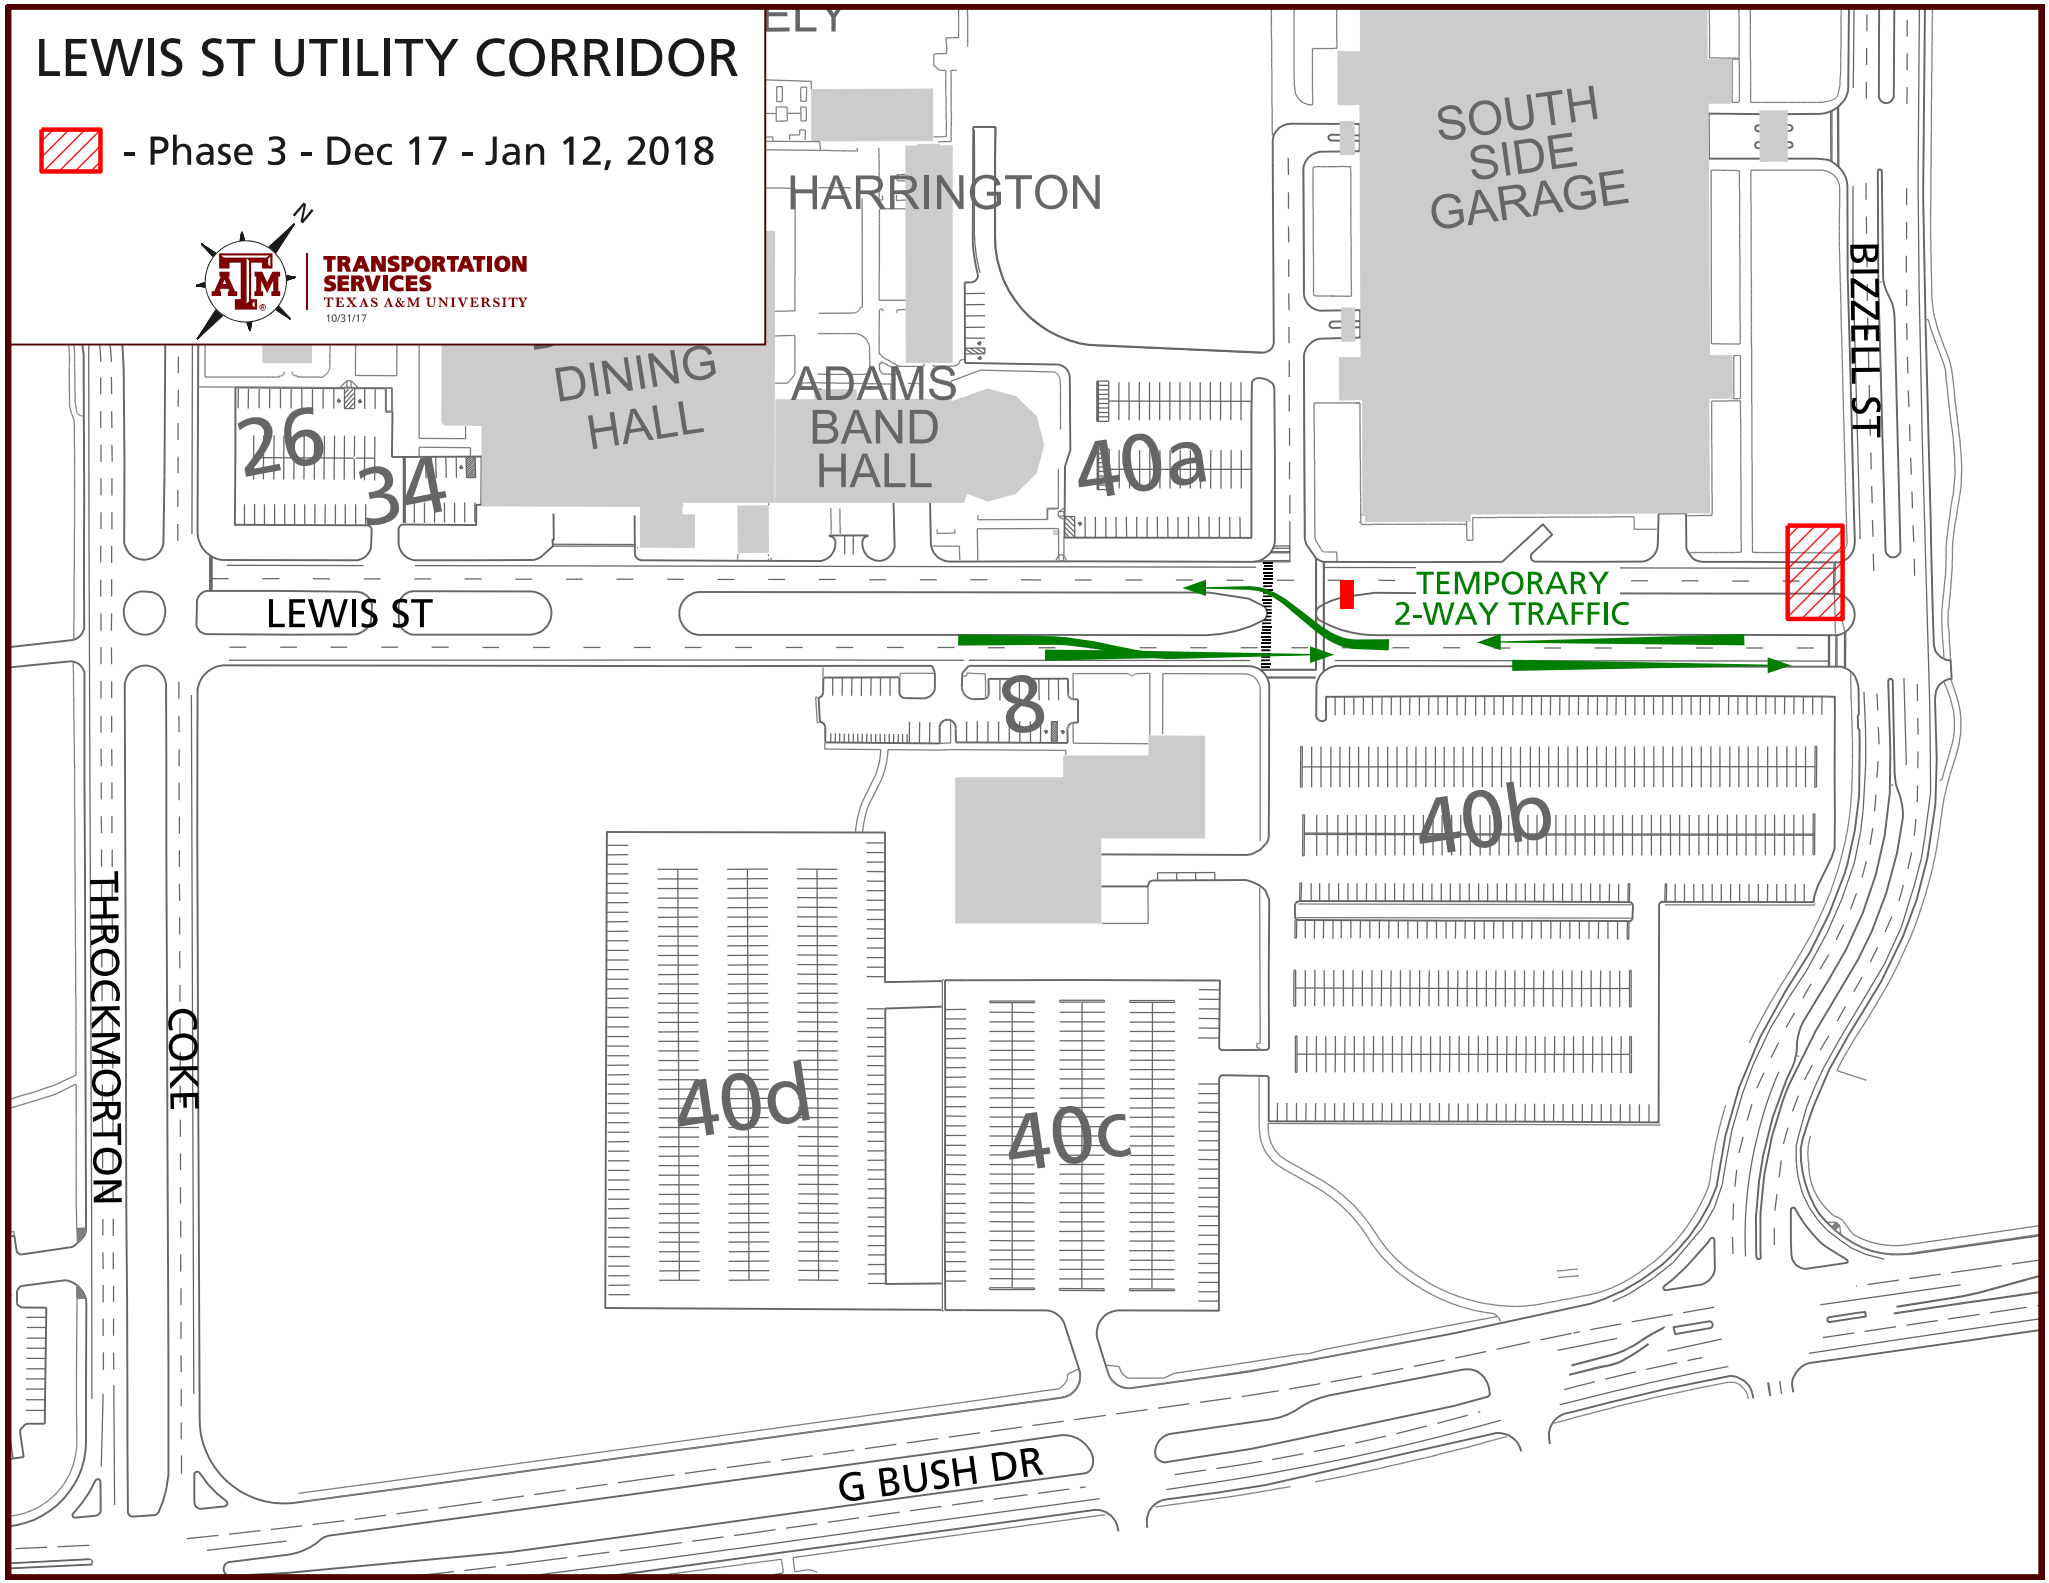 LEWIS ST UTILITY CORRIDOR
- Phase 3 - Dec 17 - Jan 12, 2018
N
ATM
®
TRANSPORTATION
SERVICES
TEXAS A&M UNIVERSITY
10/31/17
HARRINGTON
SOUTH
SIDE
GARAGE
BIZZELL ST
DINING
HALL
ADAMS
BAND
HALL
26
34
40a
LEWIS ST
TEMPORARY
2-WAY TRAFFIC
8
40b
THROCKMORTON
COKE
40d
40c
G BUSH DR